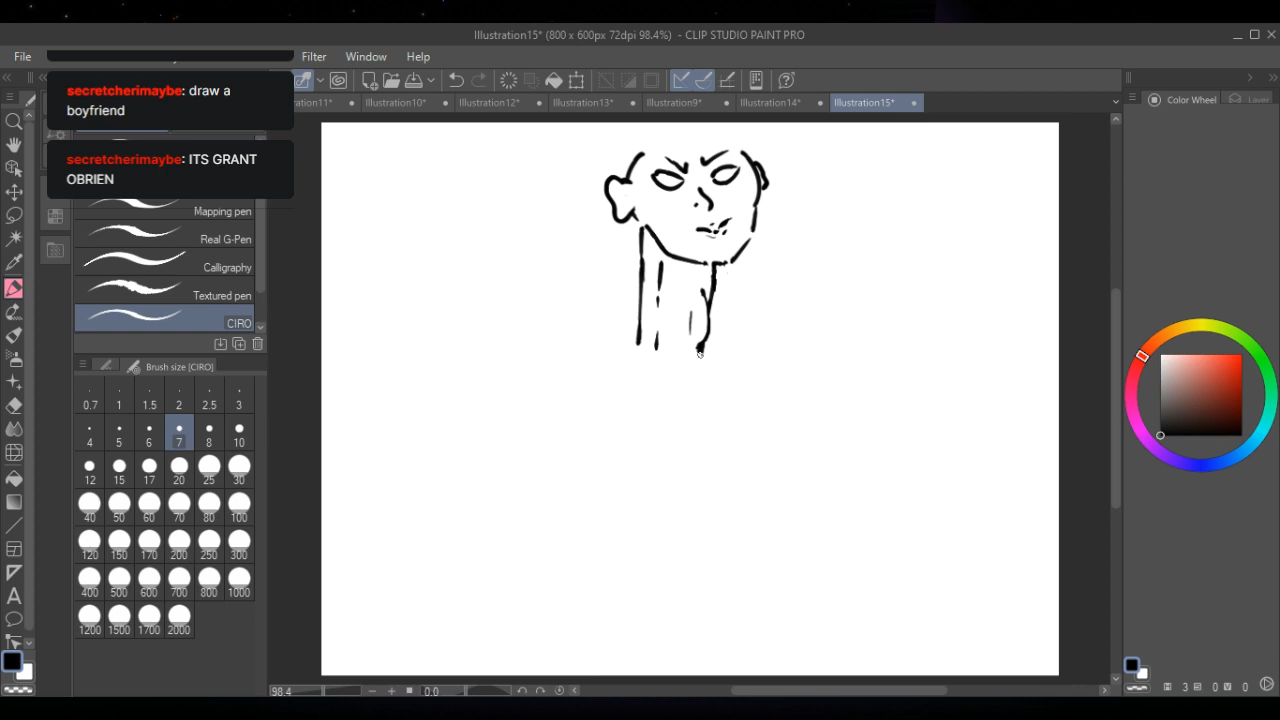 Illustration15* (800 x 600px 72dpi 98.4%) - CLIP STUDIO PAINT PRO
File
Filter
Window
Help
secretcherimaybe: draw a
boyfriend
secretcherimaybe: ITS GRANT
OBRIEN
Illustration10*
Illustration12*
Illustration13*
Illustration9*
Illustration14*
Illustration15*
Color Wheel
Layer
Mapping pen
Real G-Pen
Calligraphy
Textured pen
CIRO
Brush size [CIRO]
0.7 1 1.5 2 2.5 3
4 5 6 7 8 10
12 15 17 20 25 30
40 50 60 70 80 100
120 150 170 200 250 300
400 500 600 700 800 1000
1200 1500 1700 2000
98.4
0.0
3 0 0